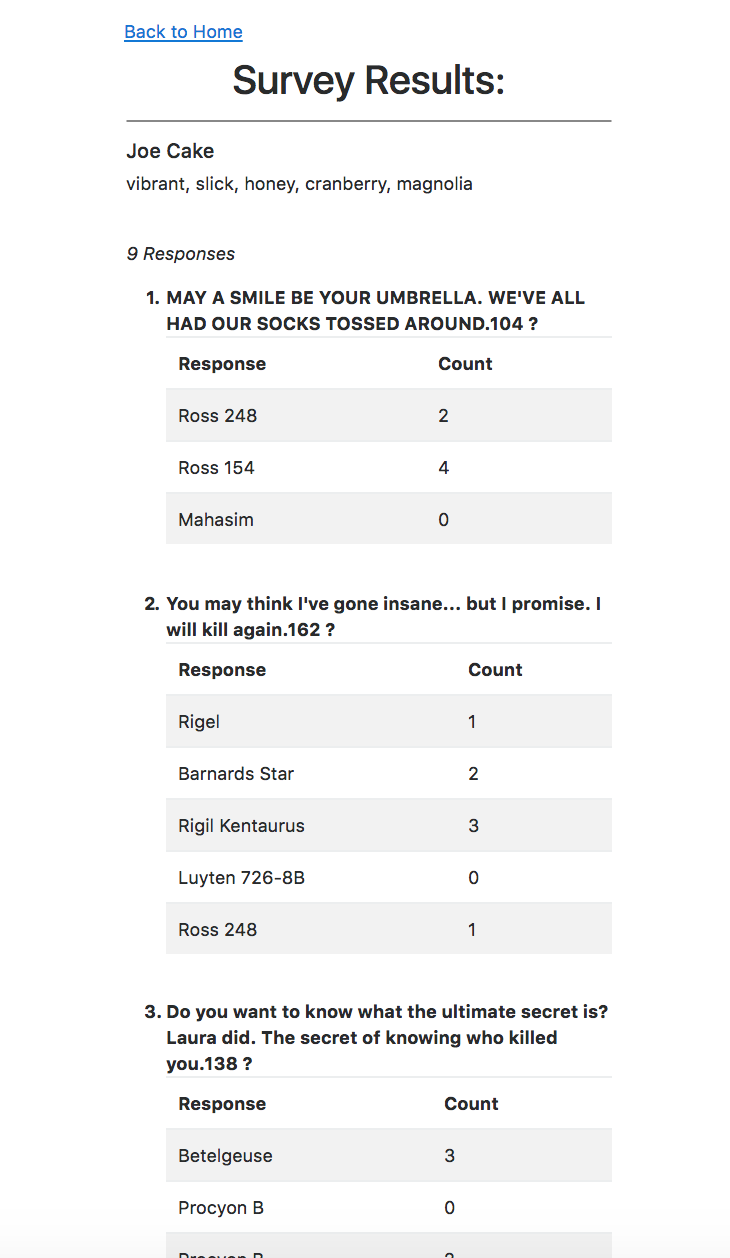 Back to Home
Survey Results:
Joe Cake
vibrant, slick, honey, cranberry, magnolia
9 Responses
1. MAY A SMILE BE YOUR UMBRELLA. WE'VE ALL
HAD OUR SOCKS TOSSED AROUND.104 ?
Response Count
Ross 248 2
Ross 154 4
Mahasim 0
2. You may think I've gone insane... but I promise. I
will kill again.162 ?
Response Count
Rigel 1
Barnards Star 2
Rigil Kentaurus 3
Luyten 726-8B 0
Ross 248 1
3. Do you want to know what the ultimate secret is?
Laura did. The secret of knowing who killed
you.138 ?
Response Count
Betelgeuse 3
Procyon B 0
Procyon B